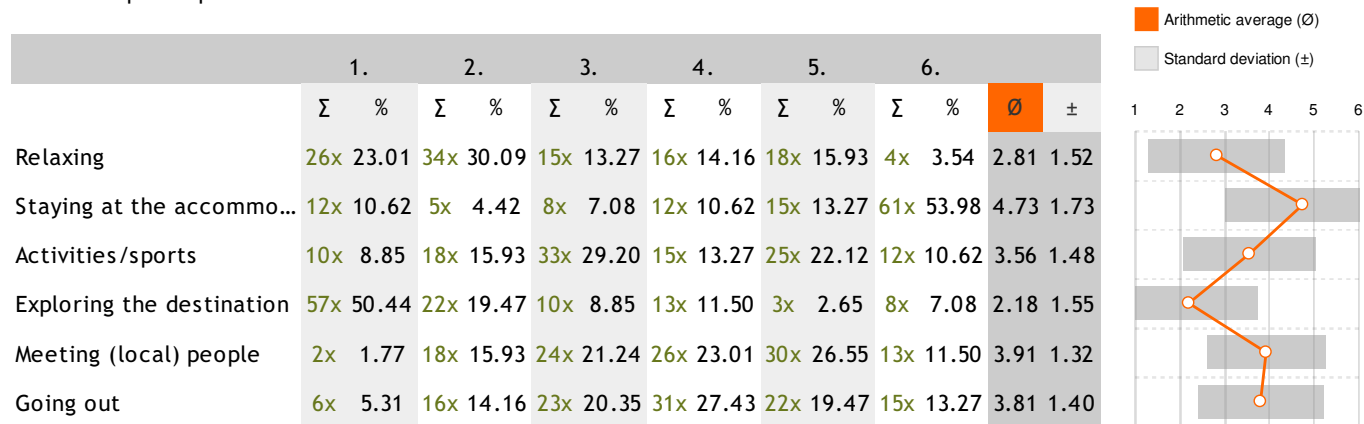 Arithmetic average (Ø)
Standard deviation (±)
1. 2. 3. 4. 5. 6.
Σ % Σ % Σ % Σ % Σ % Σ % Ø ± 1 2 3 4 5 6
Relaxing 26x 23.01 34x 30.09 15x 13.27 16x 14.16 18x 15.93 4x 3.54 2.81 1.52
Staying at the accommo... 12x 10.62 5x 4.42 8x 7.08 12x 10.62 15x 13.27 61x 53.98 4.73 1.73
Activities/sports 10x 8.85 18x 15.93 33x 29.20 15x 13.27 25x 22.12 12x 10.62 3.56 1.48
Exploring the destination 57x 50.44 22x 19.47 10x 8.85 13x 11.50 3x 2.65 8x 7.08 2.18 1.55
Meeting (local) people 2x 1.77 18x 15.93 24x 21.24 26x 23.01 30x 26.55 13x 11.50 3.91 1.32
Going out 6x 5.31 16x 14.16 23x 20.35 31x 27.43 22x 19.47 15x 13.27 3.81 1.40